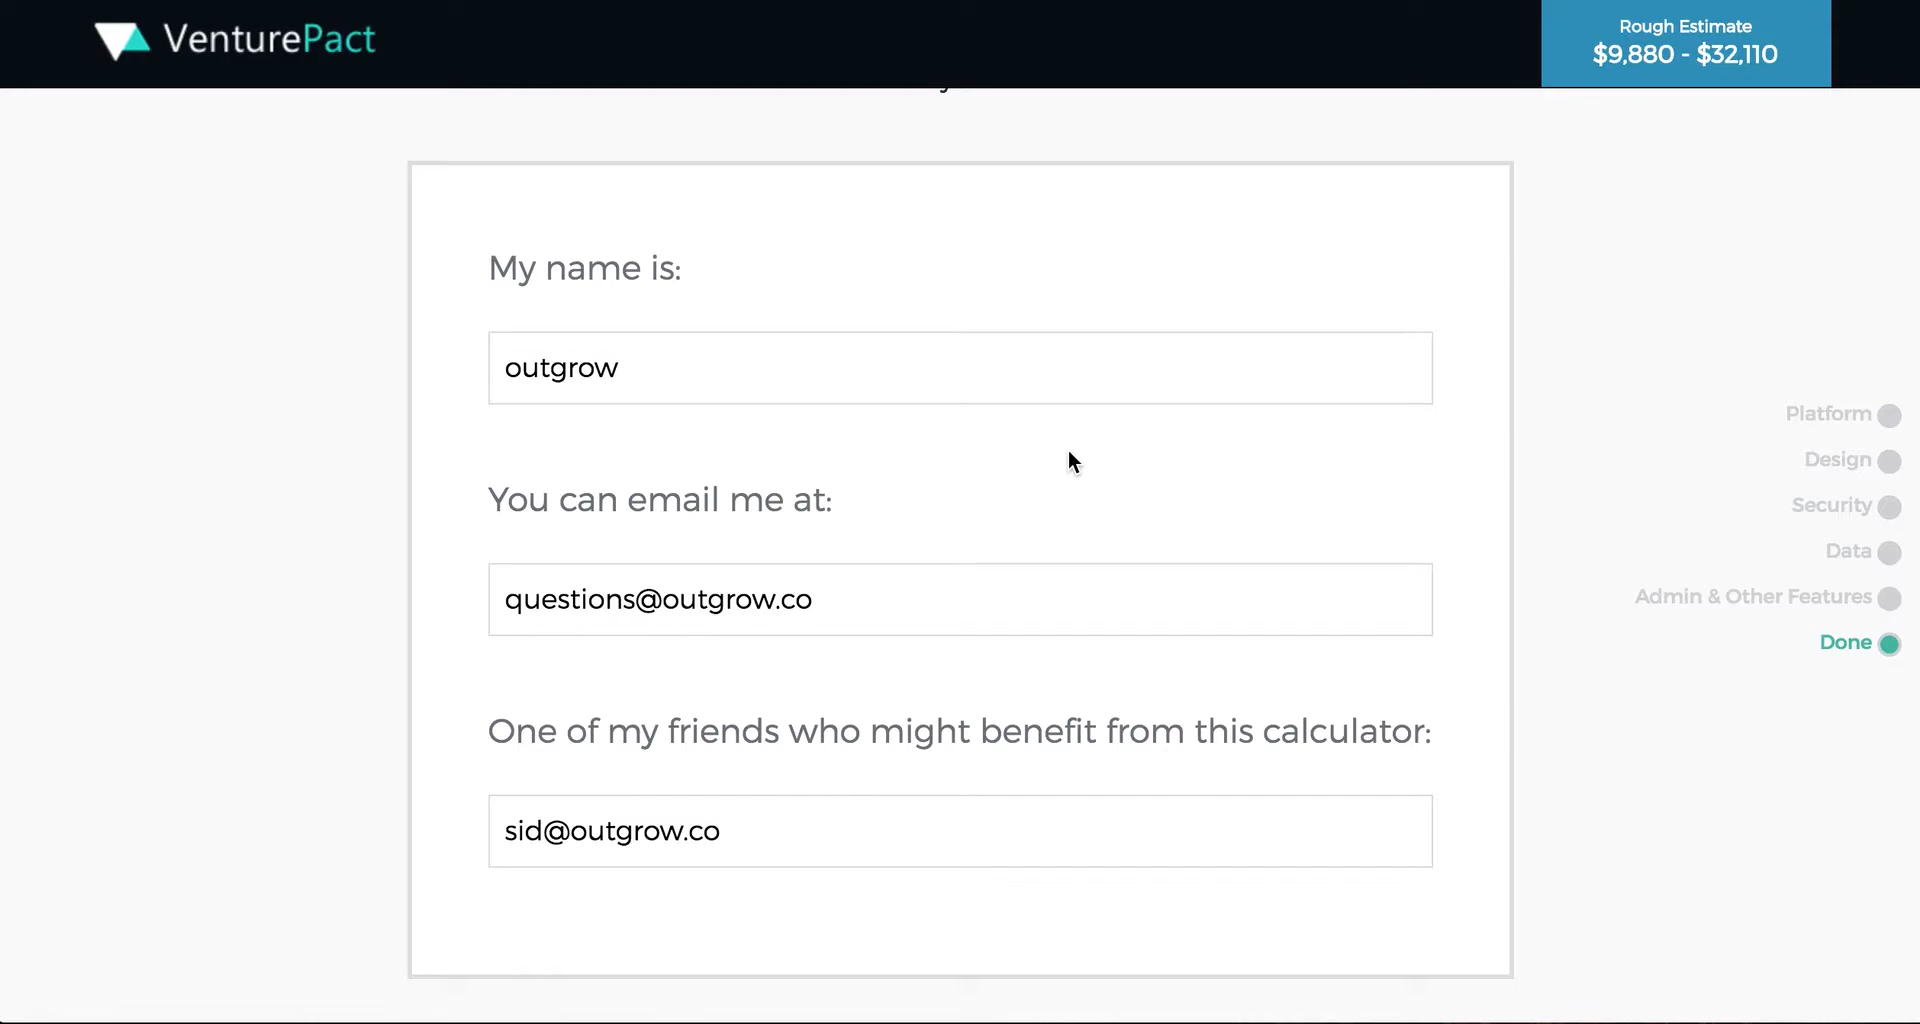 VenturePact
Rough Estimate
$9,880 - $32,110
My name is:
outgrow
You can email me at:
questions@outgrow.co
One of my friends who might benefit from this calculator:
sid@outgrow.co
Platform
Design
Security
Data
Admin & Other Features
Done